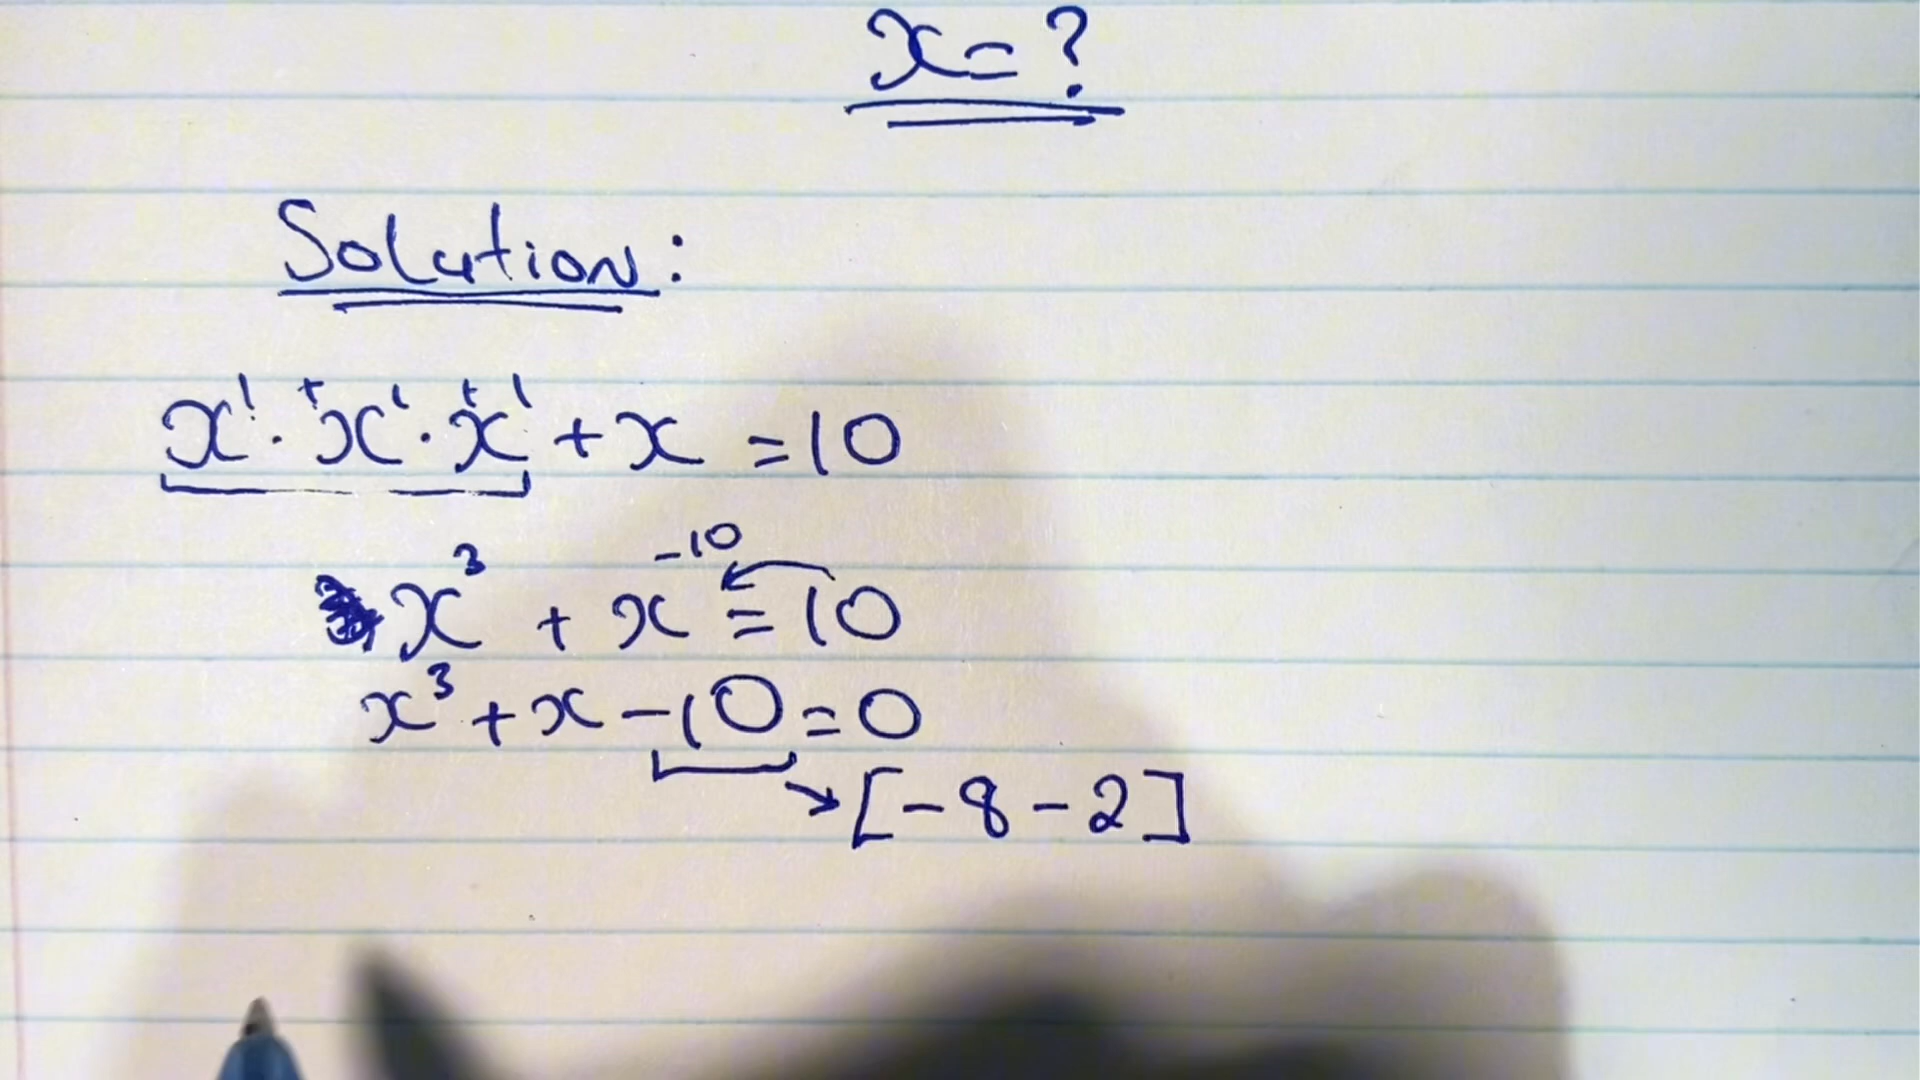 x = ?
Solution:
x¹ · ⁺x¹ · ⁺x¹ + x = 10
x³ + x = 10
-10
x³ + x - 10 = 0
→ [-8 - 2]